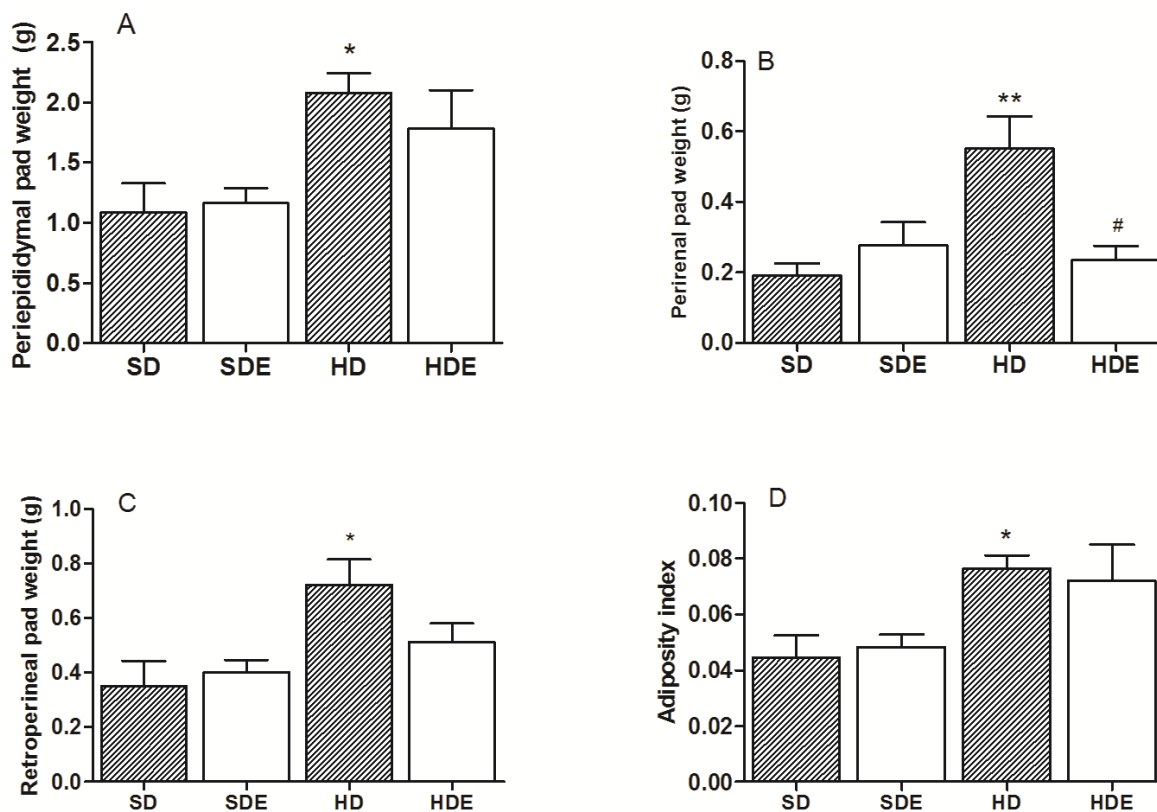 A
Periepididymal pad weight (g)
2.5
2.0
1.5
1.0
0.5
0.0
*
SD SDE HD HDE
B
Perirenal pad weight (g)
0.8
0.6
0.4
0.2
0.0
**
#
SD SDE HD HDE
C
Retroperineal pad weight (g)
1.0
0.8
0.6
0.4
0.2
0.0
*
SD SDE HD HDE
D
Adiposity index
0.10
0.08
0.06
0.04
0.02
0.00
*
SD SDE HD HDE